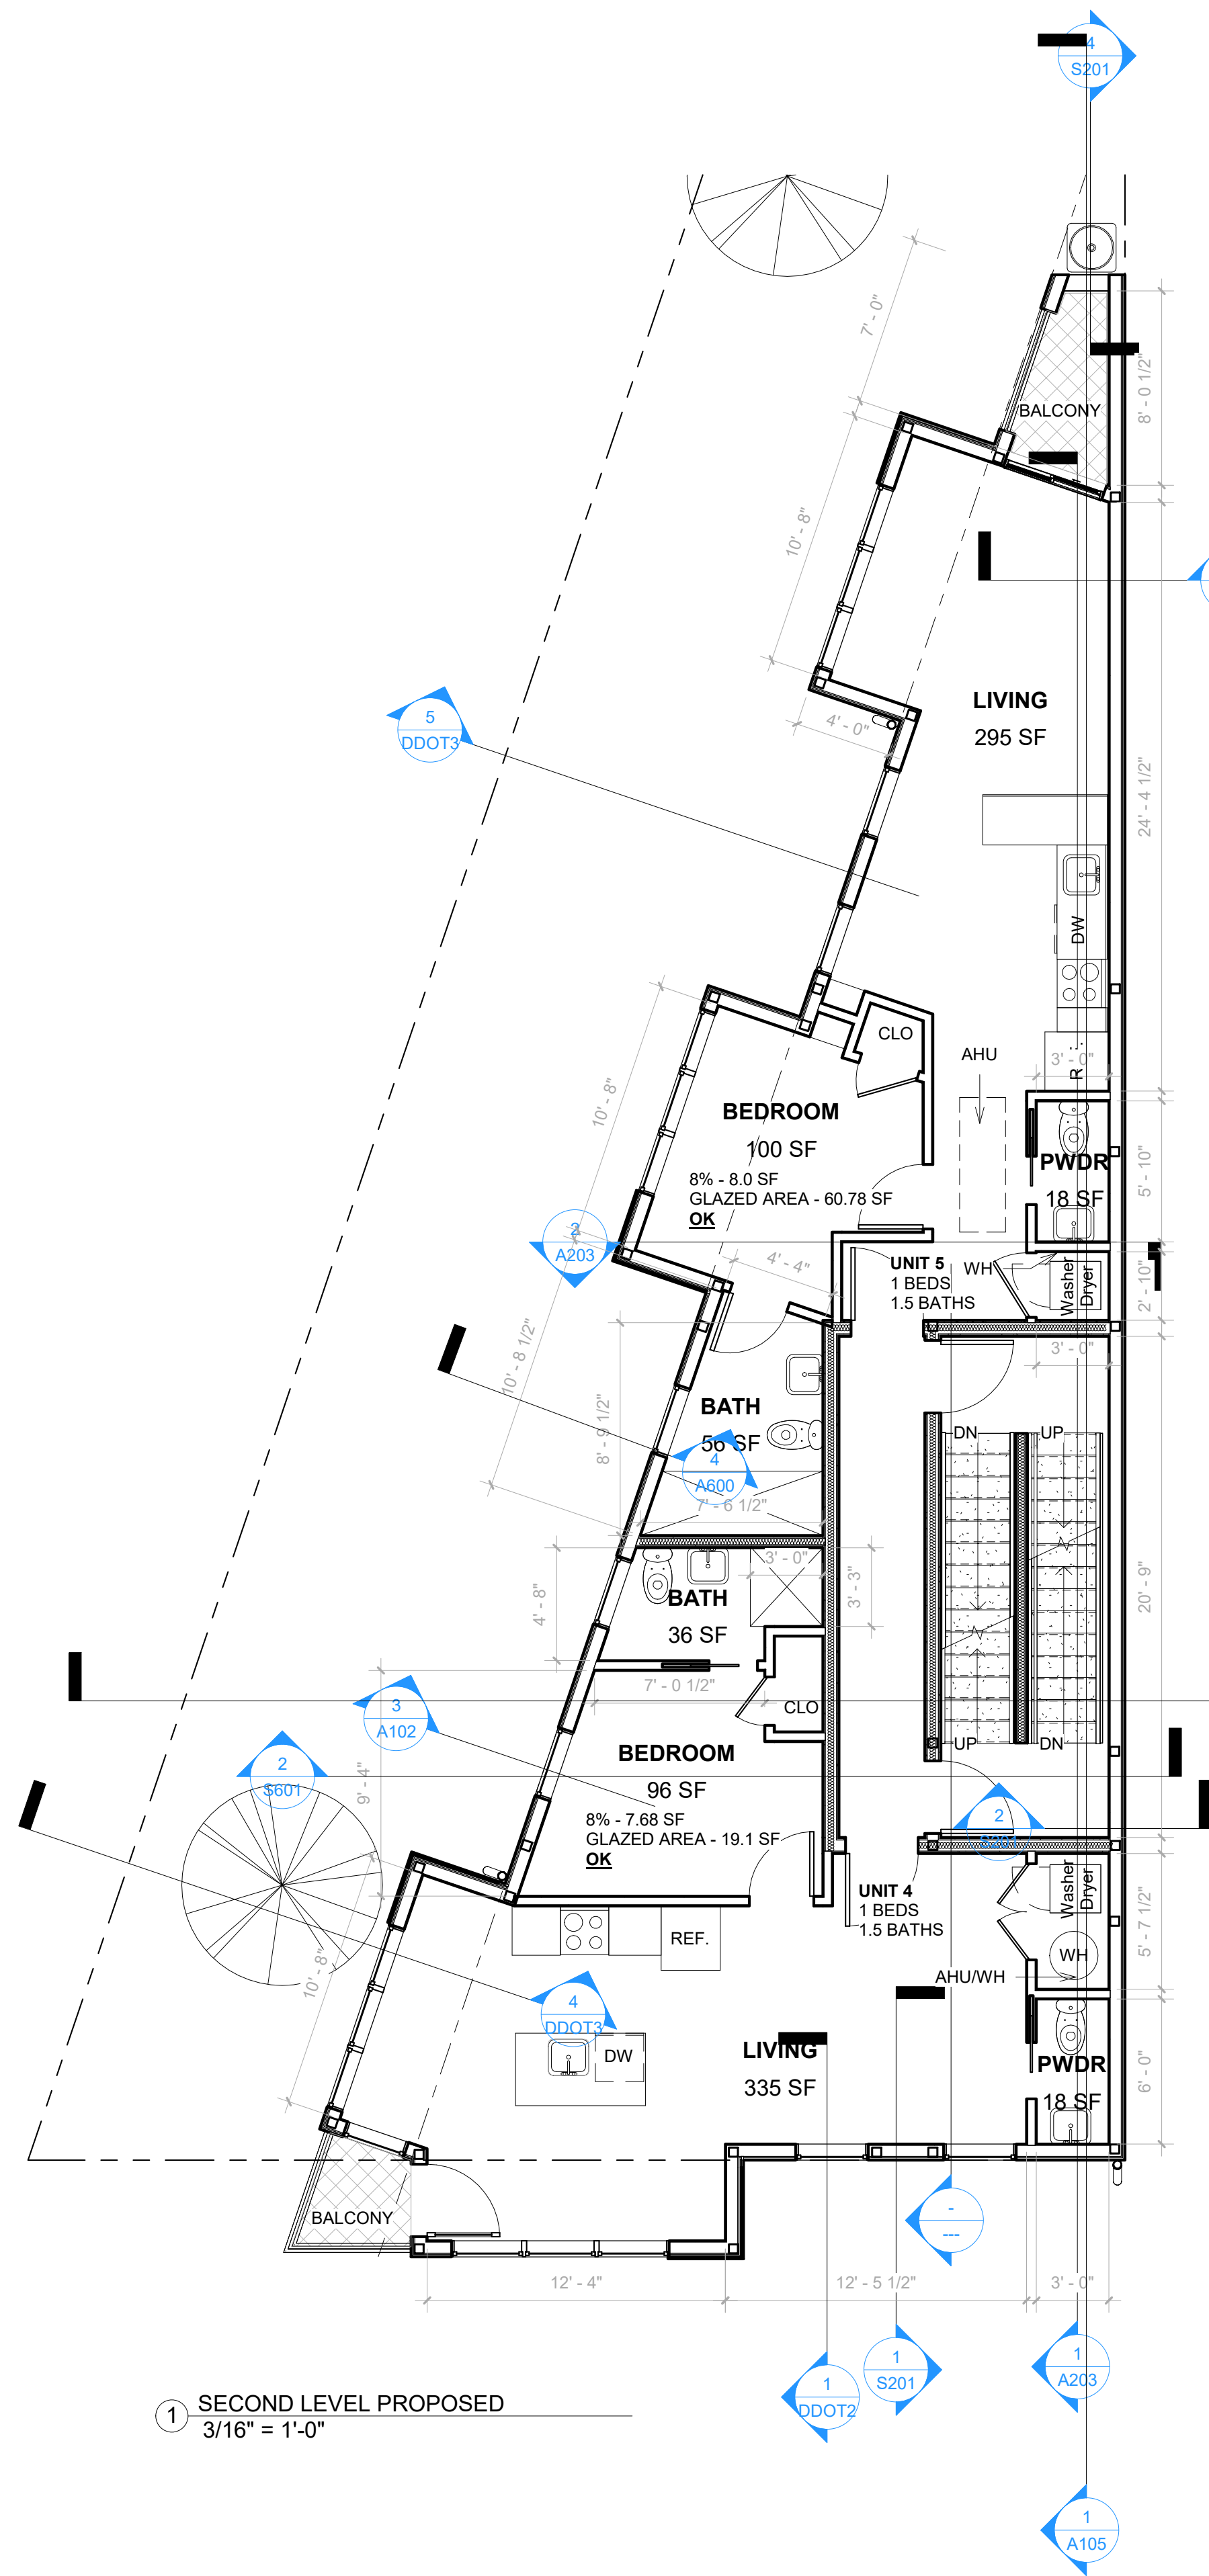 4
S201
7' - 0"
BALCONY
8' - 0 1/2"
10' - 8"
LIVING
295 SF
5
DDOT3
4' - 0"
24' - 4 1/2"
DW
CLO
AHU
3' - 0"
R
10' - 8"
BEDROOM
100 SF
8% - 8.0 SF
GLAZED AREA - 60.78 SF
OK
PWDR
18 SF
5' - 10"
2
A203
4' - 4"
UNIT 5
1 BEDS
1.5 BATHS
WH
Washer
Dryer
2' - 10"
3' - 0"
10' - 8 1/2"
8' - 9 1/2"
BATH
56 SF
4
A600
7' - 6 1/2"
DN
UP
3' - 0"
4' - 8"
BATH
36 SF
3' - 3"
20' - 9"
7' - 0 1/2"
CLO
3
A102
2
S601
9' - 4"
BEDROOM
96 SF
8% - 7.68 SF
GLAZED AREA - 19.1 SF
OK
UP
DN
2
S201
UNIT 4
1 BEDS
1.5 BATHS
Washer
Dryer
5' - 7 1/2"
REF.
WH
AHU/WH
10' - 8"
4
DDOT3
DW
LIVING
335 SF
PWDR
18 SF
6' - 0"
BALCONY
-
---
12' - 4"
12' - 5 1/2"
3' - 0"
1
DDOT2
1
S201
1
A203
1
SECOND LEVEL PROPOSED
3/16" = 1'-0"
1
A105